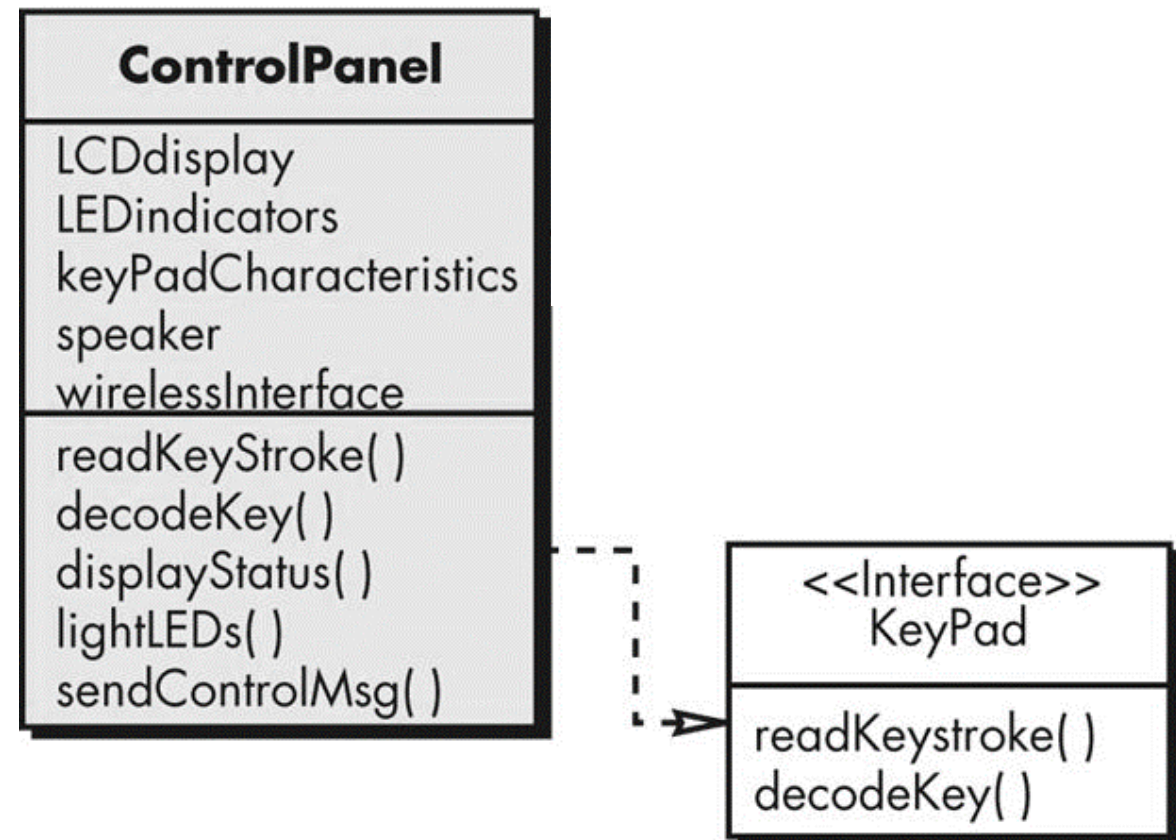 ControlPanel
LCDdisplay
LEDindicators
keyPadCharacteristics
speaker
wirelessInterface
readKeyStroke( )
decodeKey( )
displayStatus( )
lightLEDs( )
sendControlMsg( )
<<Interface>>
KeyPad
readKeystroke( )
decodeKey( )